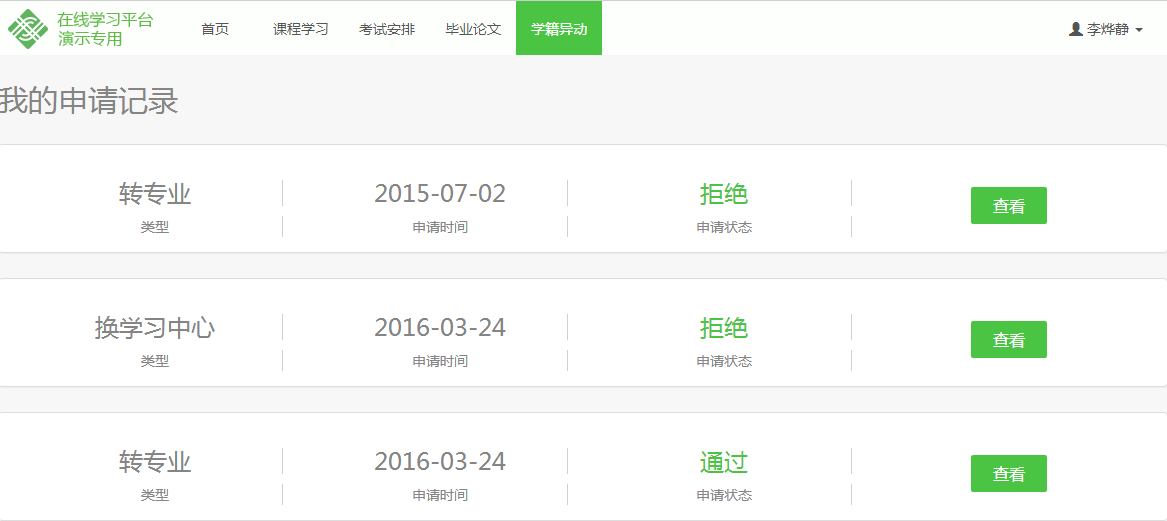 在线学习平台
演示专用
首页 课程学习 考试安排 毕业论文 学籍异动 李烨静
我的申请记录
转专业 2015-07-02 拒绝 查看
类型 申请时间 申请状态
换学习中心 2016-03-24 拒绝 查看
类型 申请时间 申请状态
转专业 2016-03-24 通过 查看
类型 申请时间 申请状态